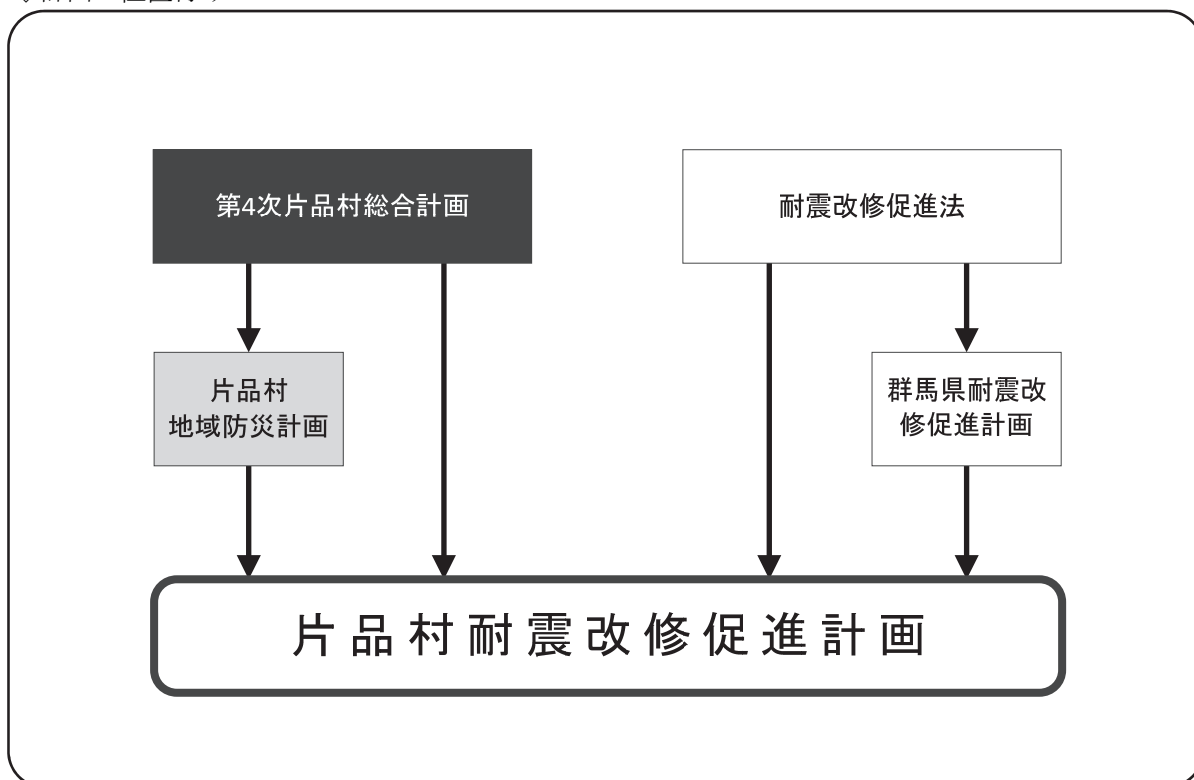 第4次片品村総合計画
耐震改修促進法
片品村
地域防災計画
群馬県耐震改
修促進計画
片品村耐震改修促進計画